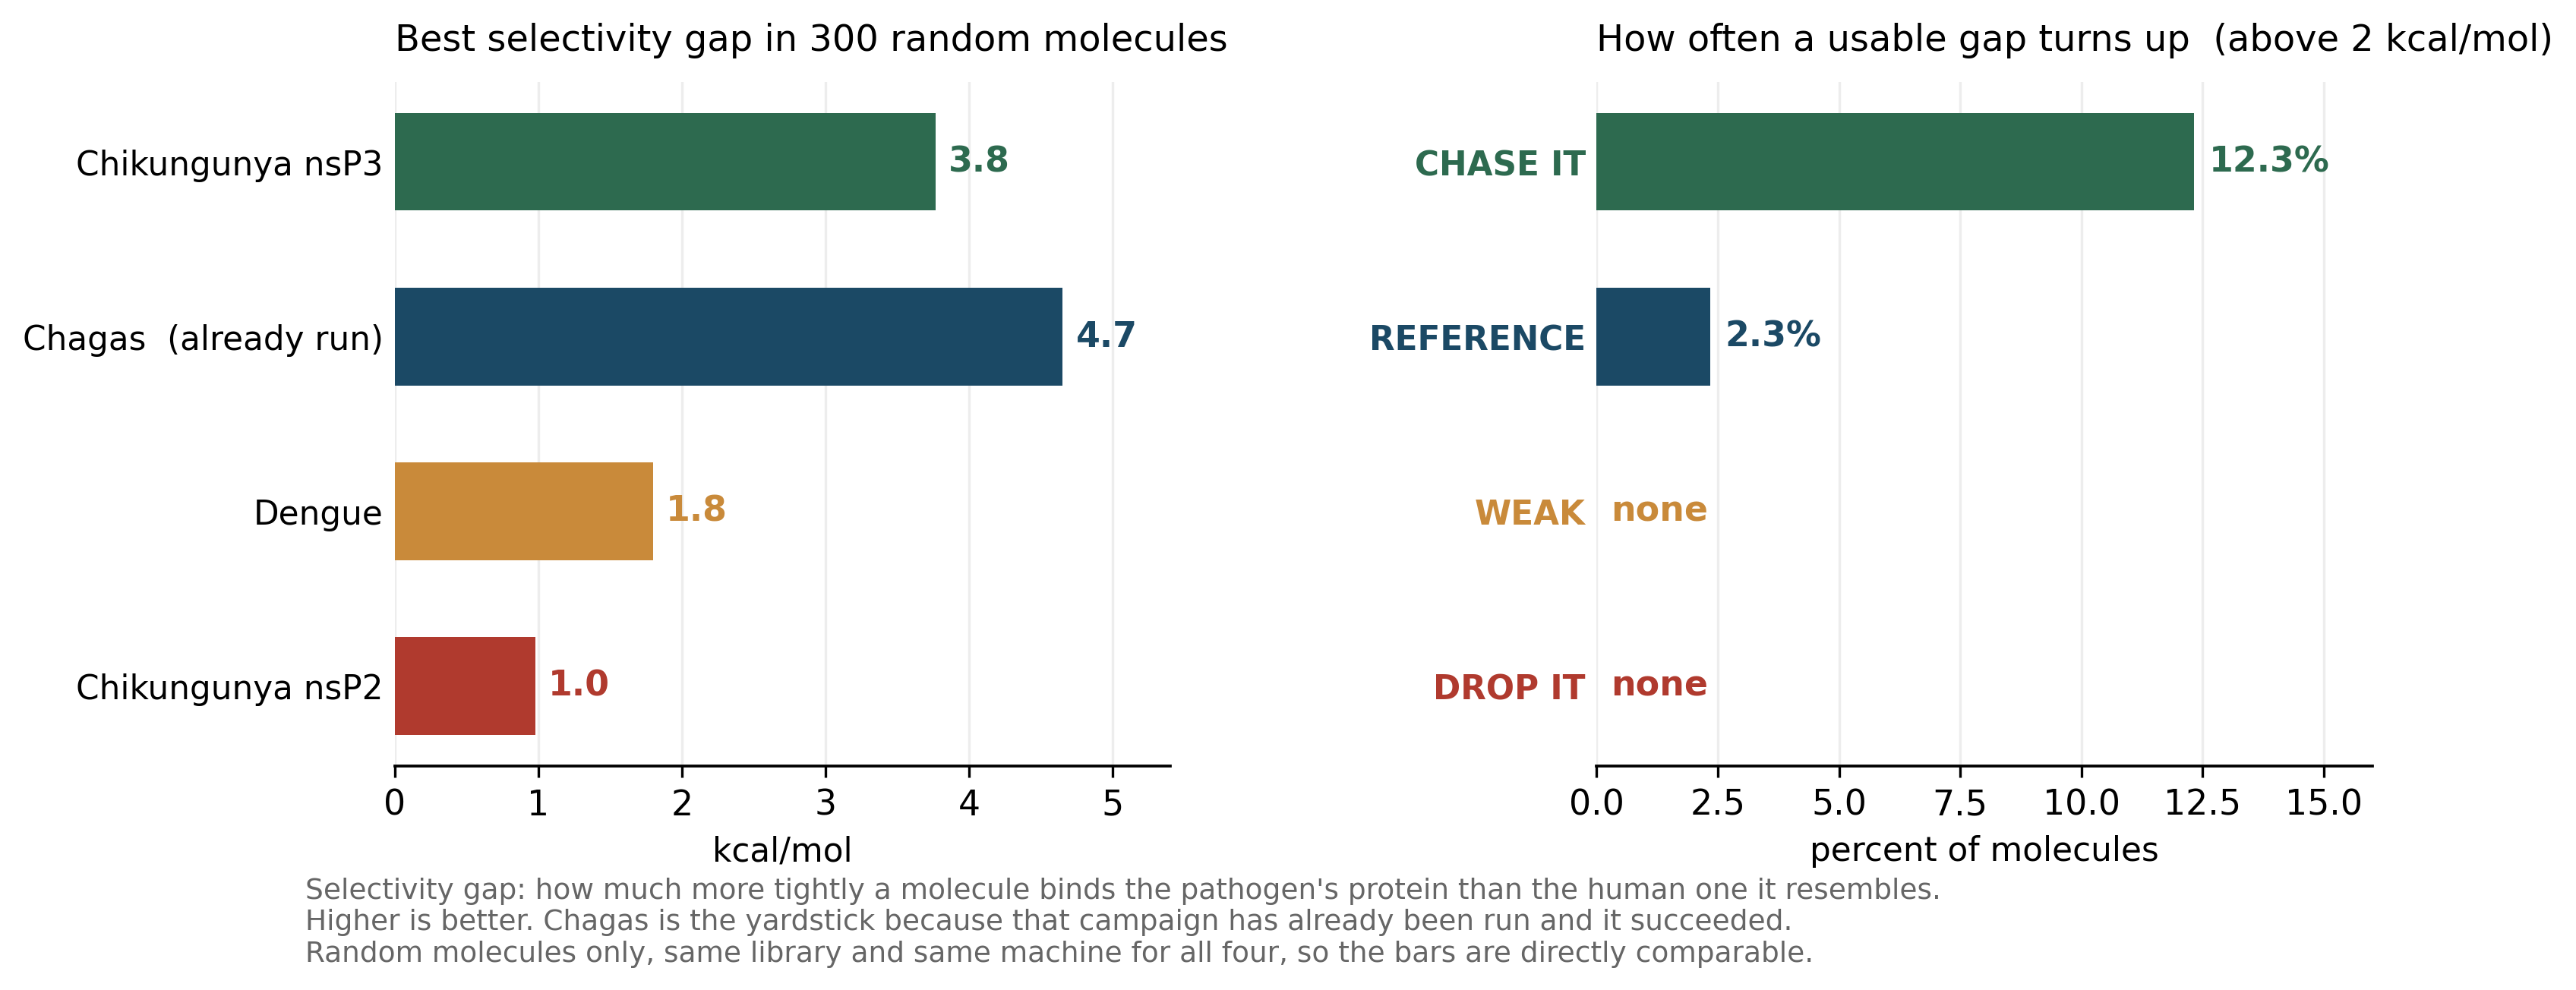 Best selectivity gap in 300 random molecules
Chikungunya nsP3
3.8
Chagas (already run)
4.7
Dengue
1.8
Chikungunya nsP2
1.0
0 1 2 3 4 5
kcal/mol
How often a usable gap turns up (above 2 kcal/mol)
CHASE IT
12.3%
REFERENCE
2.3%
WEAK
none
DROP IT
none
0.0 2.5 5.0 7.5 10.0 12.5 15.0
percent of molecules
Selectivity gap: how much more tightly a molecule binds the pathogen's protein than the human one it resembles.
Higher is better. Chagas is the yardstick because that campaign has already been run and it succeeded.
Random molecules only, same library and same machine for all four, so the bars are directly comparable.